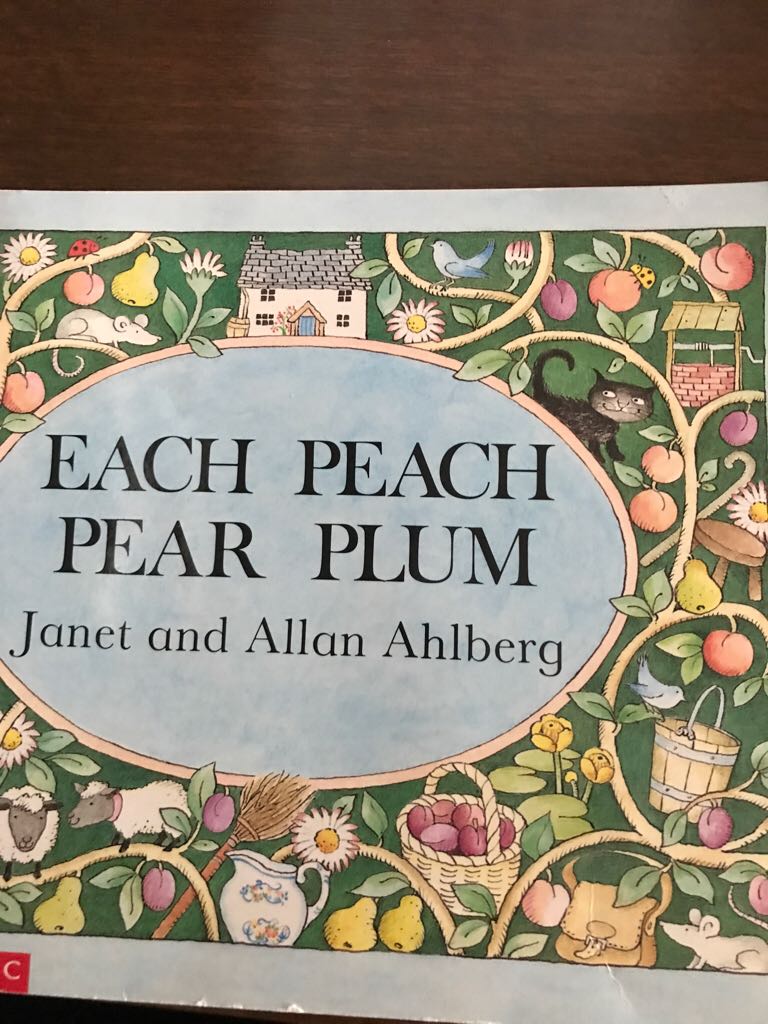 EACH PEACH
PEAR PLUM
Janet and Allan Ahlberg
C